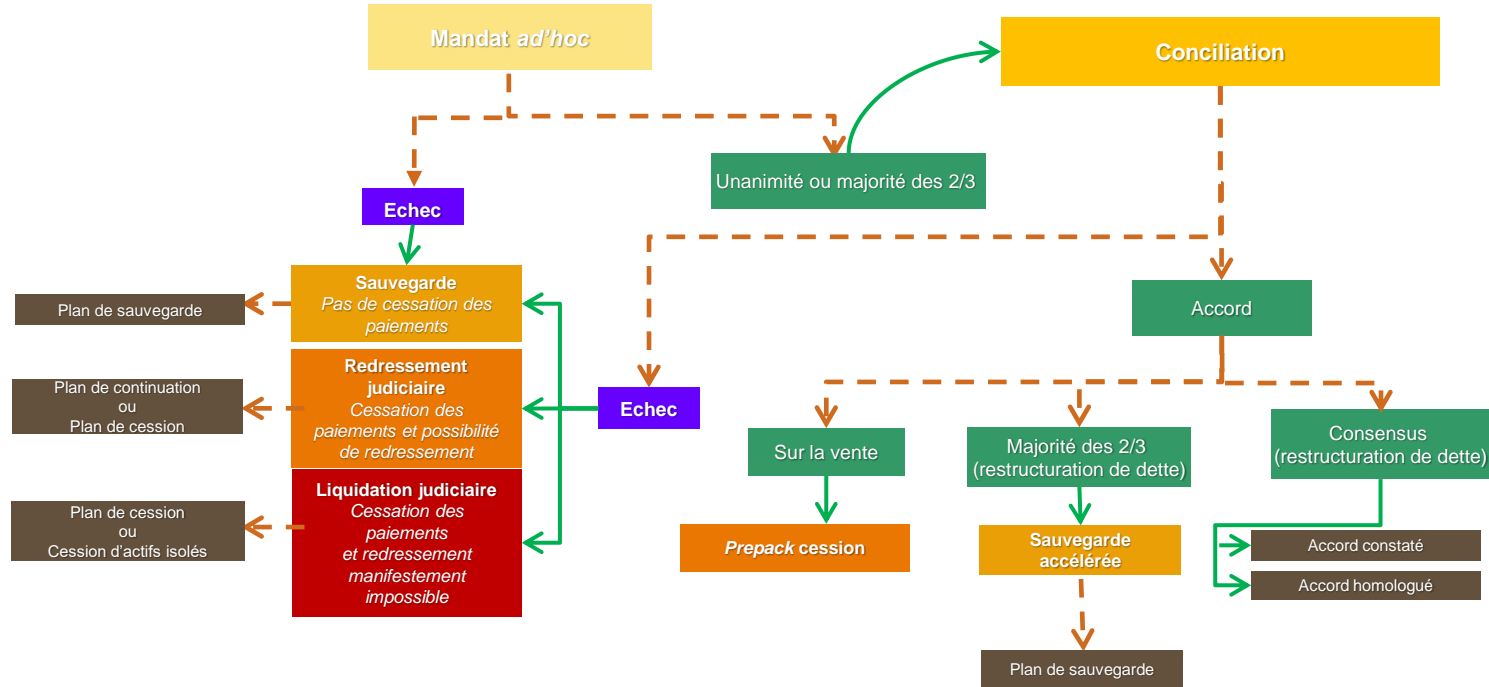 Mandat ad’hoc
Conciliation
Unanimité ou majorité des 2/3
Echec
Sauvegarde
Pas de cessation des
paiements
Plan de sauvegarde
Accord
Redressement
judiciaire
Cessation des
paiements et possibilité
de redressement
Plan de continuation
ou
Plan de cession
Echec
Sur la vente
Majorité des 2/3
(restructuration de dette)
Consensus
(restructuration de dette)
Liquidation judiciaire
Cessation des
paiements
et redressement
manifestement
impossible
Plan de cession
ou
Cession d’actifs isolés
Prepack cession
Sauvegarde
accélérée
Accord constaté
Accord homologué
Plan de sauvegarde